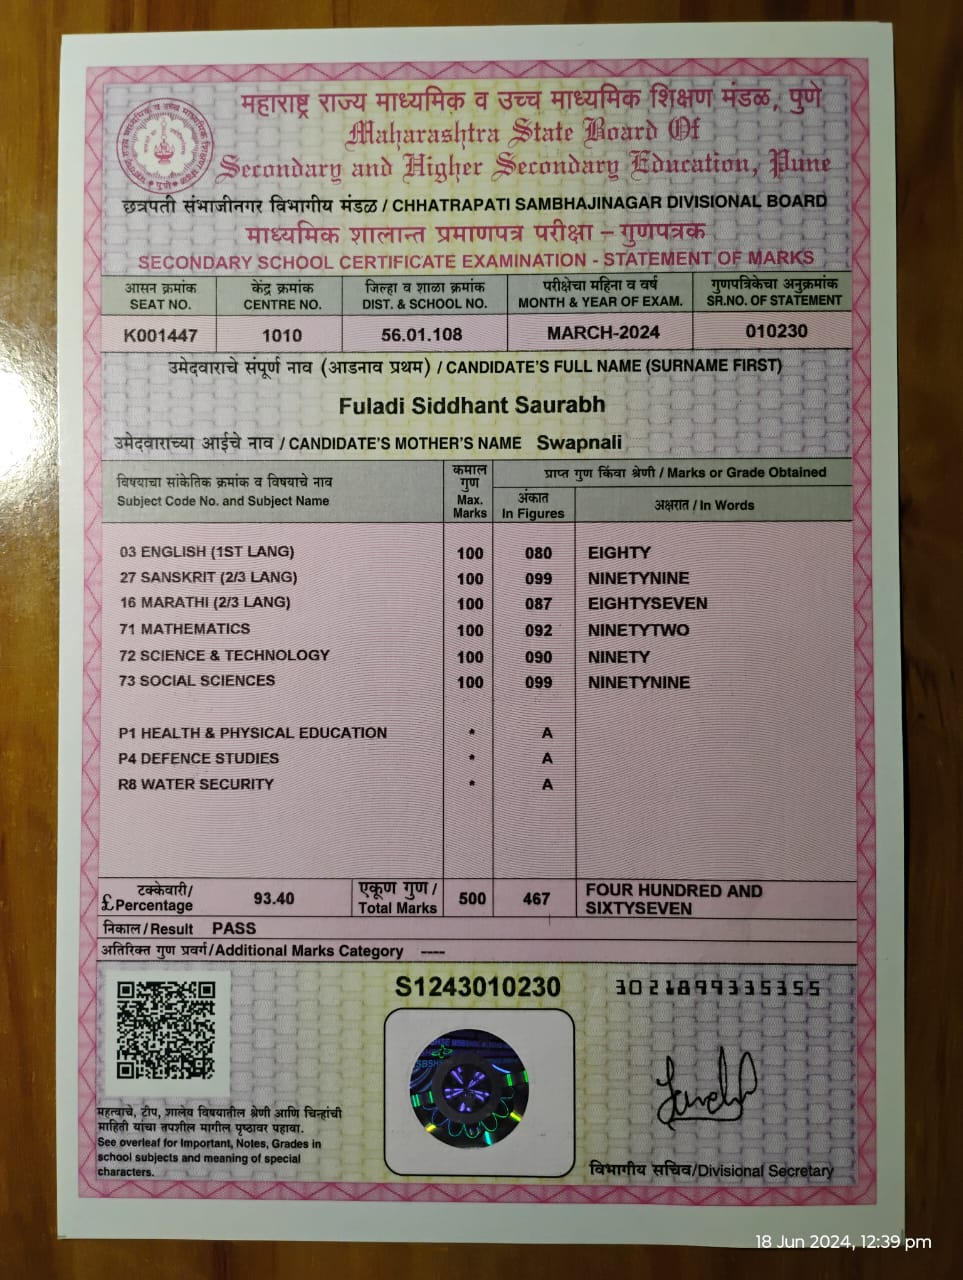 महाराष्ट्र राज्य माध्यमिक व उच्च माध्यमिक शिक्षण मंडळ, पुणे
Maharashtra State Board Of
Secondary and Higher Secondary Education, Pune
छत्रपती संभाजीनगर विभागीय मंडळ / CHHATRAPATI SAMBHAJINAGAR DIVISIONAL BOARD
माध्यमिक शालान्त प्रमाणपत्र परीक्षा – गुणपत्रक
SECONDARY SCHOOL CERTIFICATE EXAMINATION - STATEMENT OF MARKS
आसन क्रमांक केंद्र क्रमांक जिल्हा व शाळा क्रमांक परीक्षेचा महिना व वर्ष गुणपत्रिकेचा अनुक्रमांक
SEAT NO. CENTRE NO. DIST. & SCHOOL NO. MONTH & YEAR OF EXAM. SR.NO. OF STATEMENT
K001447 1010 56.01.108 MARCH-2024 010230
उमेदवाराचे संपूर्ण नाव (आडनाव प्रथम) / CANDIDATE'S FULL NAME (SURNAME FIRST)
Fuladi Siddhant Saurabh
उमेदवाराच्या आईचे नाव / CANDIDATE'S MOTHER'S NAME Swapnali
विषयाचा सांकेतिक क्रमांक व विषयाचे नाव
Subject Code No. and Subject Name
कमाल
गुण
Max.
Marks
प्राप्त गुण किंवा श्रेणी / Marks or Grade Obtained
अंकात
In Figures
अक्षरात / In Words
03 ENGLISH (1ST LANG) 100 080 EIGHTY
27 SANSKRIT (2/3 LANG) 100 099 NINETYNINE
16 MARATHI (2/3 LANG) 100 087 EIGHTYSEVEN
71 MATHEMATICS 100 092 NINETYTWO
72 SCIENCE & TECHNOLOGY 100 090 NINETY
73 SOCIAL SCIENCES 100 099 NINETYNINE
P1 HEALTH & PHYSICAL EDUCATION * A
P4 DEFENCE STUDIES * A
R8 WATER SECURITY * A
टक्केवारी/
£Percentage
93.40
एकूण गुण /
Total Marks
500 467
FOUR HUNDRED AND
SIXTYSEVEN
निकाल / Result PASS
अतिरिक्त गुण प्रवर्ग/Additional Marks Category ----
S1243010230
3021899335355
महत्वाचे, टीप, शालेय विषयातील श्रेणी आणि चिन्हांची
माहिती यांचा तपशील मागील पृष्ठावर पहावा.
See overleaf for Important, Notes, Grades in
school subjects and meaning of special
characters.
विभागीय सचिव/Divisional Secretary
18 Jun 2024, 12:39 pm